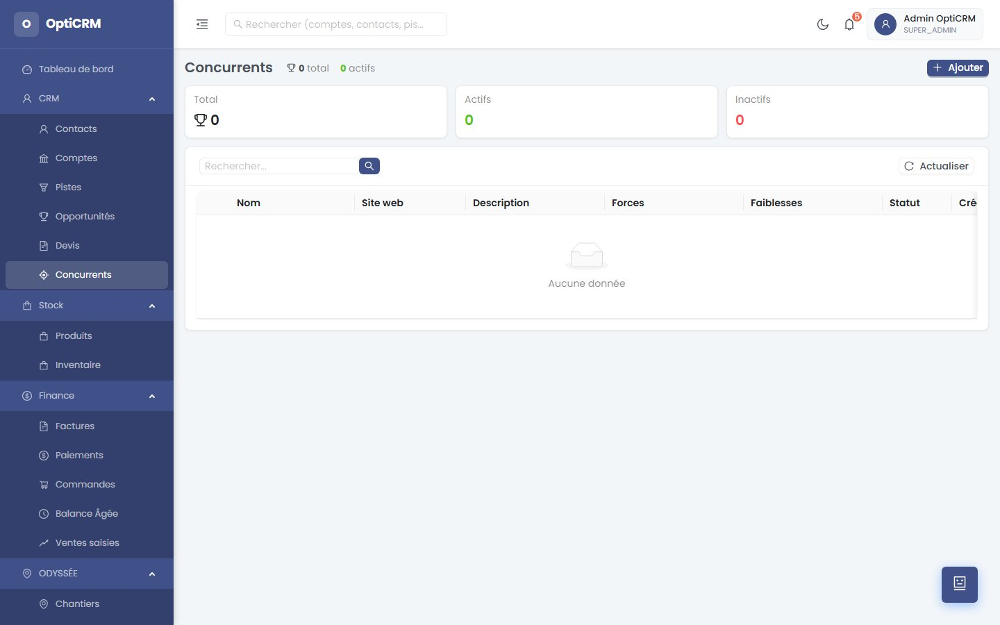 O OptiCRM
Rechercher (comptes, contacts, pis...
5
Admin OptiCRM
SUPER_ADMIN
Tableau de bord
CRM
Contacts
Comptes
Pistes
Opportunités
Devis
Concurrents
Stock
Produits
Inventaire
Finance
Factures
Paiements
Commandes
Balance Âgée
Ventes saisies
ODYSSÉE
Chantiers
Concurrents 0 total 0 actifs
Ajouter
Total
0
Actifs
0
Inactifs
0
Rechercher...
Actualiser
Nom Site web Description Forces Faiblesses Statut Cré
Aucune donnée